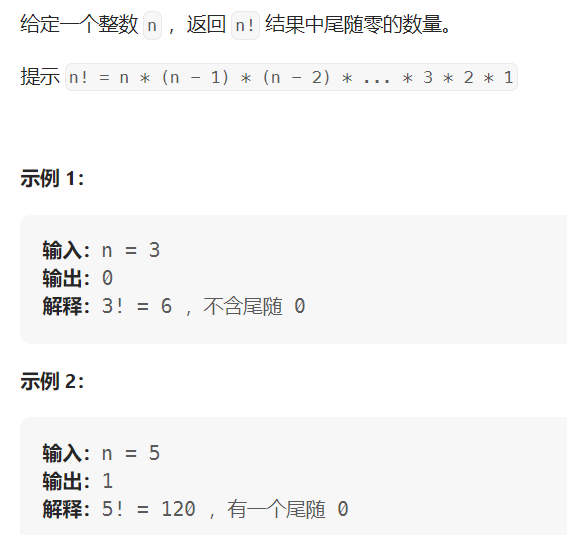 给定一个整数 n ，返回 n! 结果中尾随零的数量。
提示 n! = n * (n - 1) * (n - 2) * ... * 3 * 2 * 1
示例 1：
输入：n = 3
输出：0
解释：3! = 6 ，不含尾随 0
示例 2：
输入：n = 5
输出：1
解释：5! = 120 ，有一个尾随 0